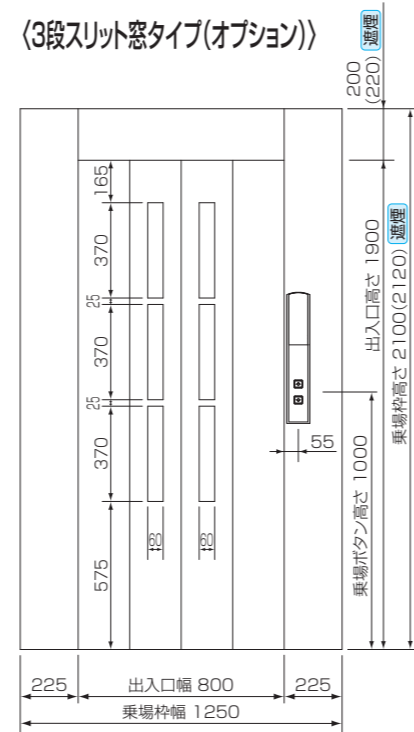 〈3段スリット窓タイプ(オプション)〉
200
(220) 遮煙
165
370
25
370
25
370
575
60
60
55
出入口高さ 1900
乗場枠高さ 2100(2120) 遮煙
乗場ボタン高さ 1000
225
出入口幅 800
225
乗場枠幅 1250